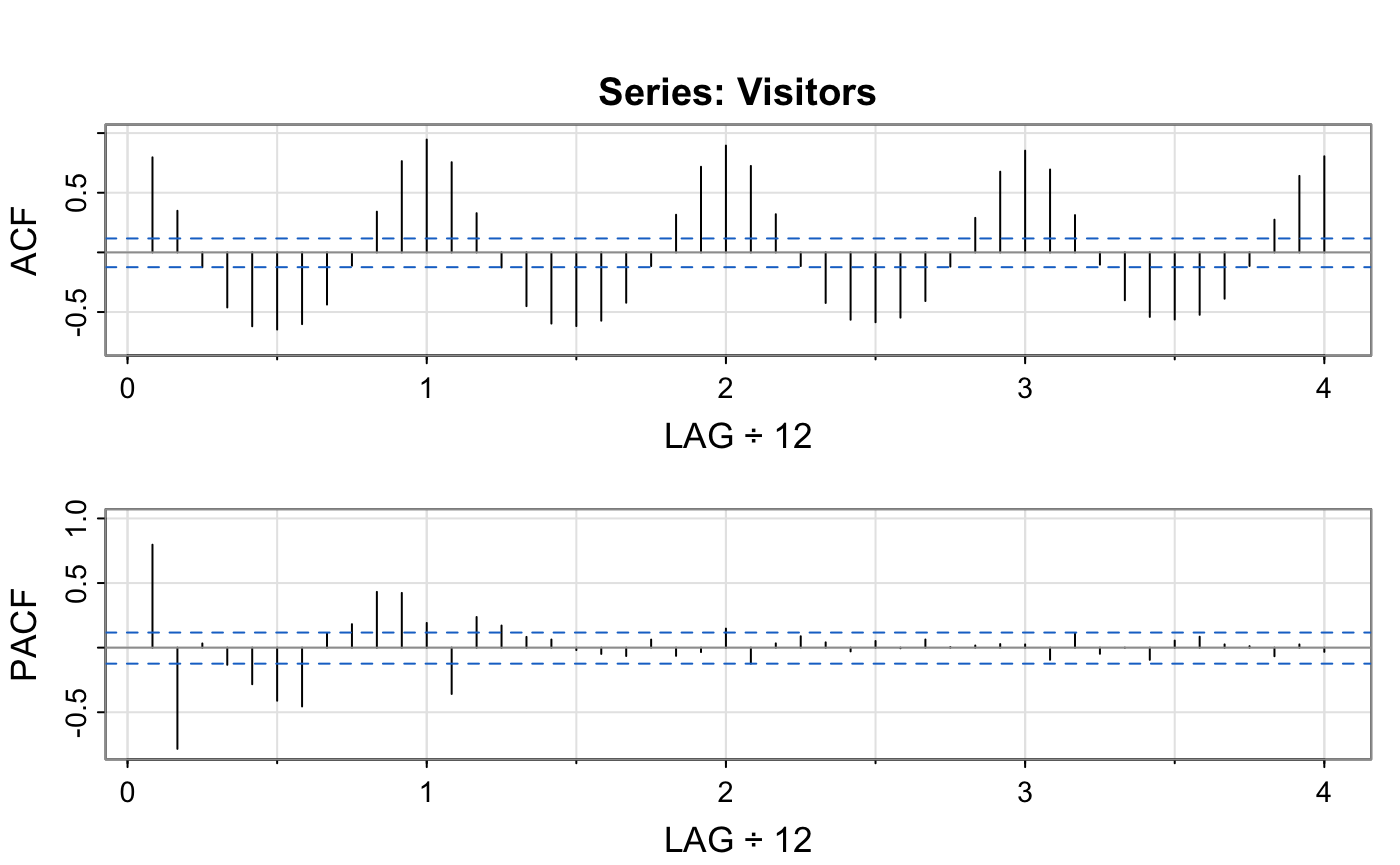 Series: Visitors
ACF
0.5
-0.5
0 1 2 3 4
LAG ÷ 12
PACF
1.0
0.5
-0.5
0 1 2 3 4
LAG ÷ 12